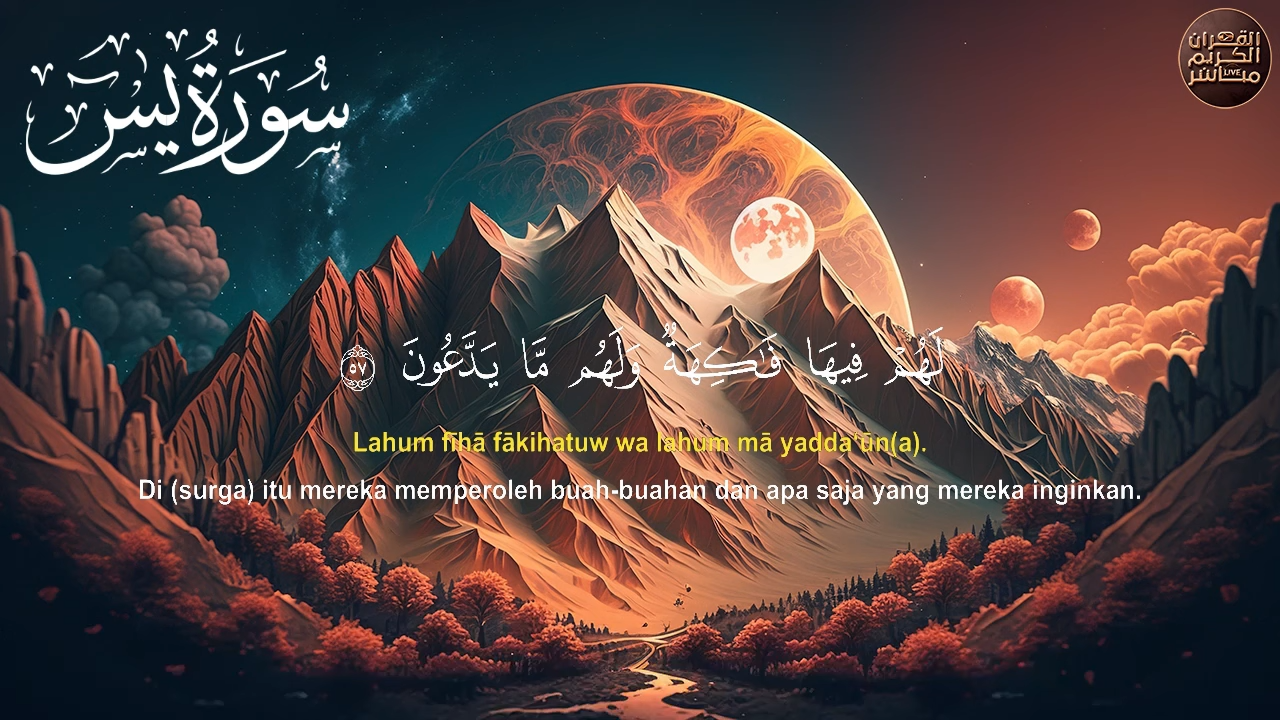 سُورَةُ يسٓ
القرآن
الكريم
مباشر
LIVE
لَهُمۡ فِيهَا فَـٰكِهَةٌ وَلَهُم مَّا يَدَّعُونَ ٥٧
Lahum fīhā fākihatuw wa lahum mā yadda‘ūn(a).
Di (surga) itu mereka memperoleh buah-buahan dan apa saja yang mereka inginkan.